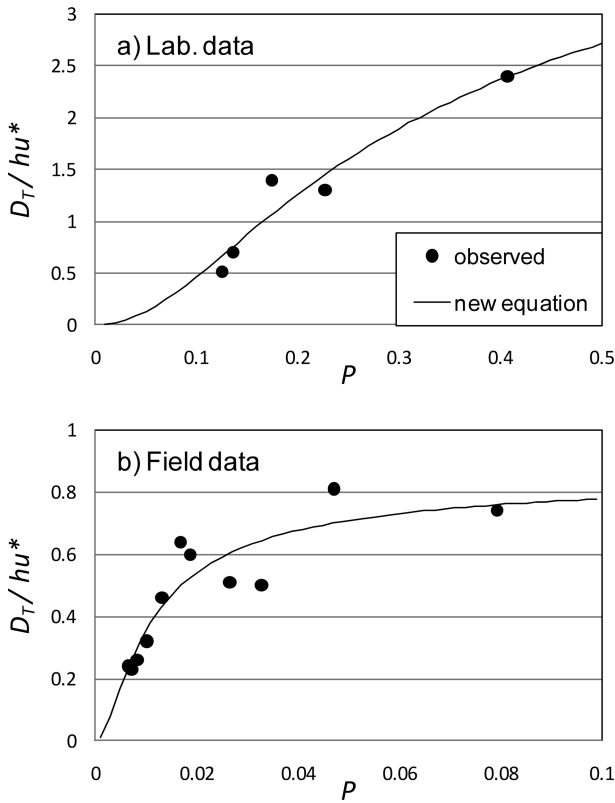 a) Lab. data
3
2.5
2
1.5
1
0.5
0
D_T / hu*
observed
new equation
0 0.1 0.2 0.3 0.4 0.5
P
b) Field data
1
0.8
0.6
0.4
0.2
0
D_T / hu*
0 0.02 0.04 0.06 0.08 0.1
P